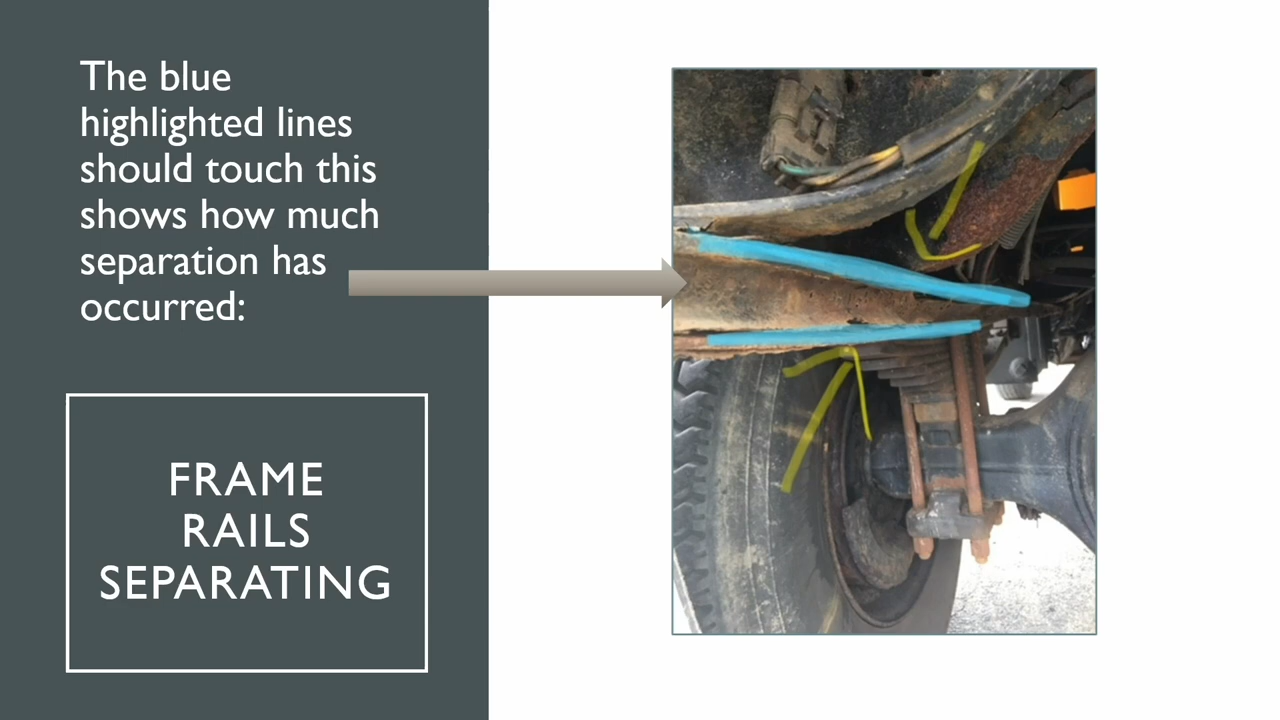 The blue
highlighted lines
should touch this
shows how much
separation has
occurred:
FRAME
RAILS
SEPARATING